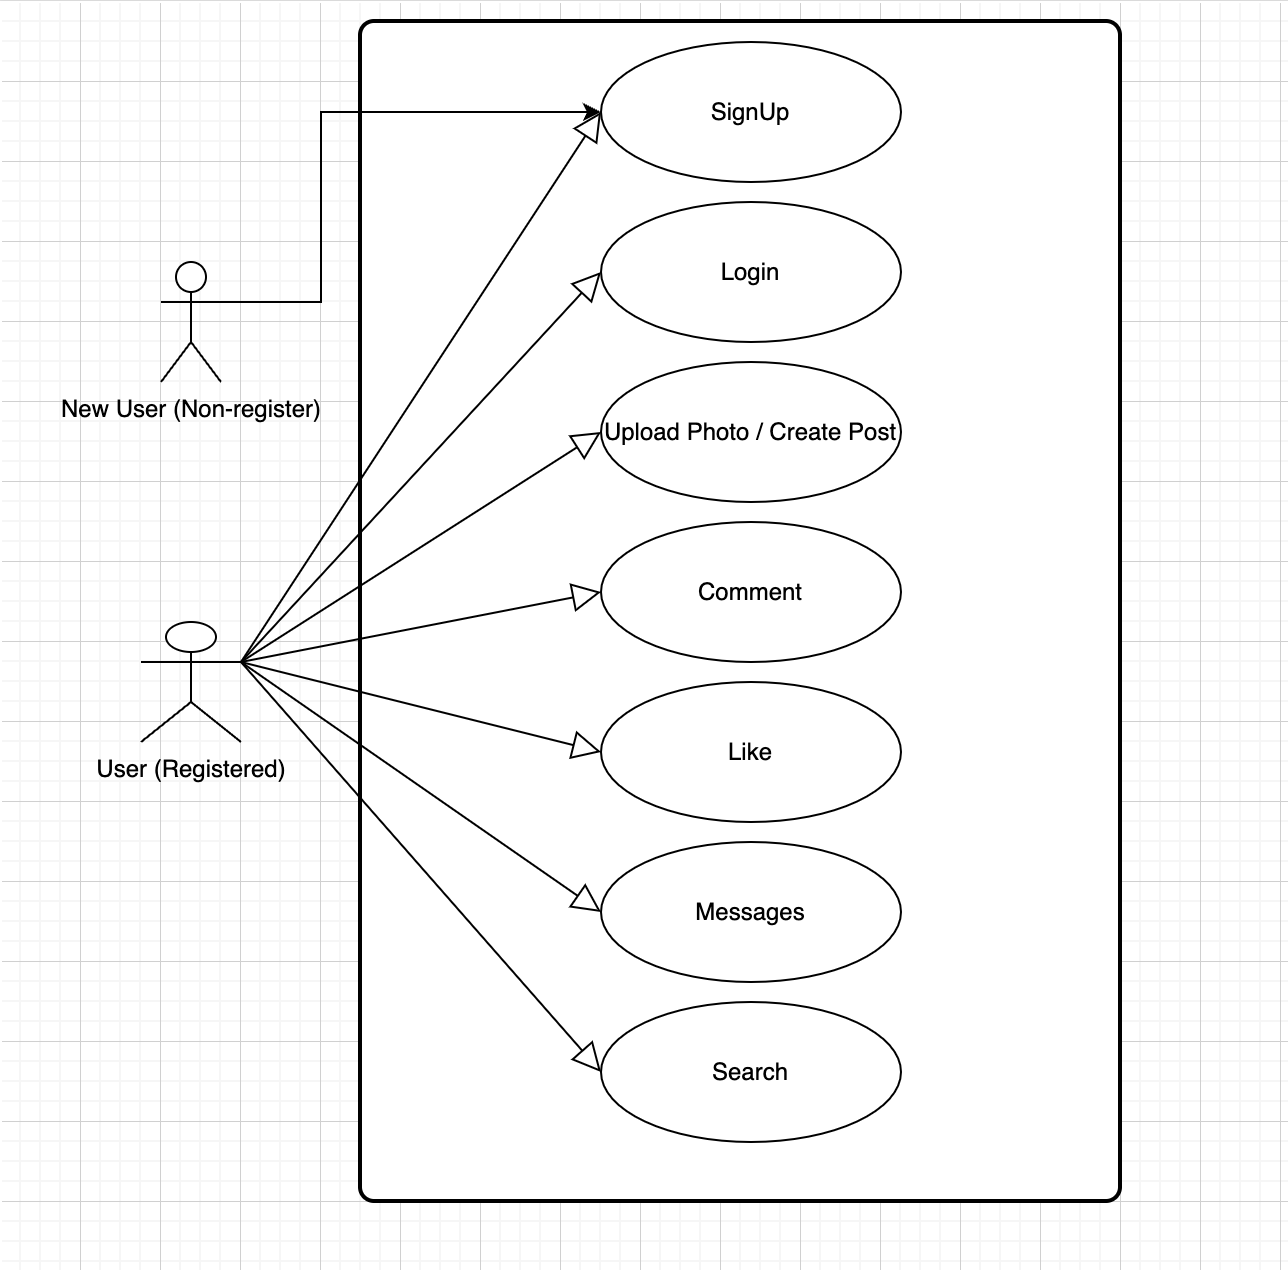 SignUp
Login
New User (Non-register)
Upload Photo / Create Post
Comment
User (Registered)
Like
Messages
Search